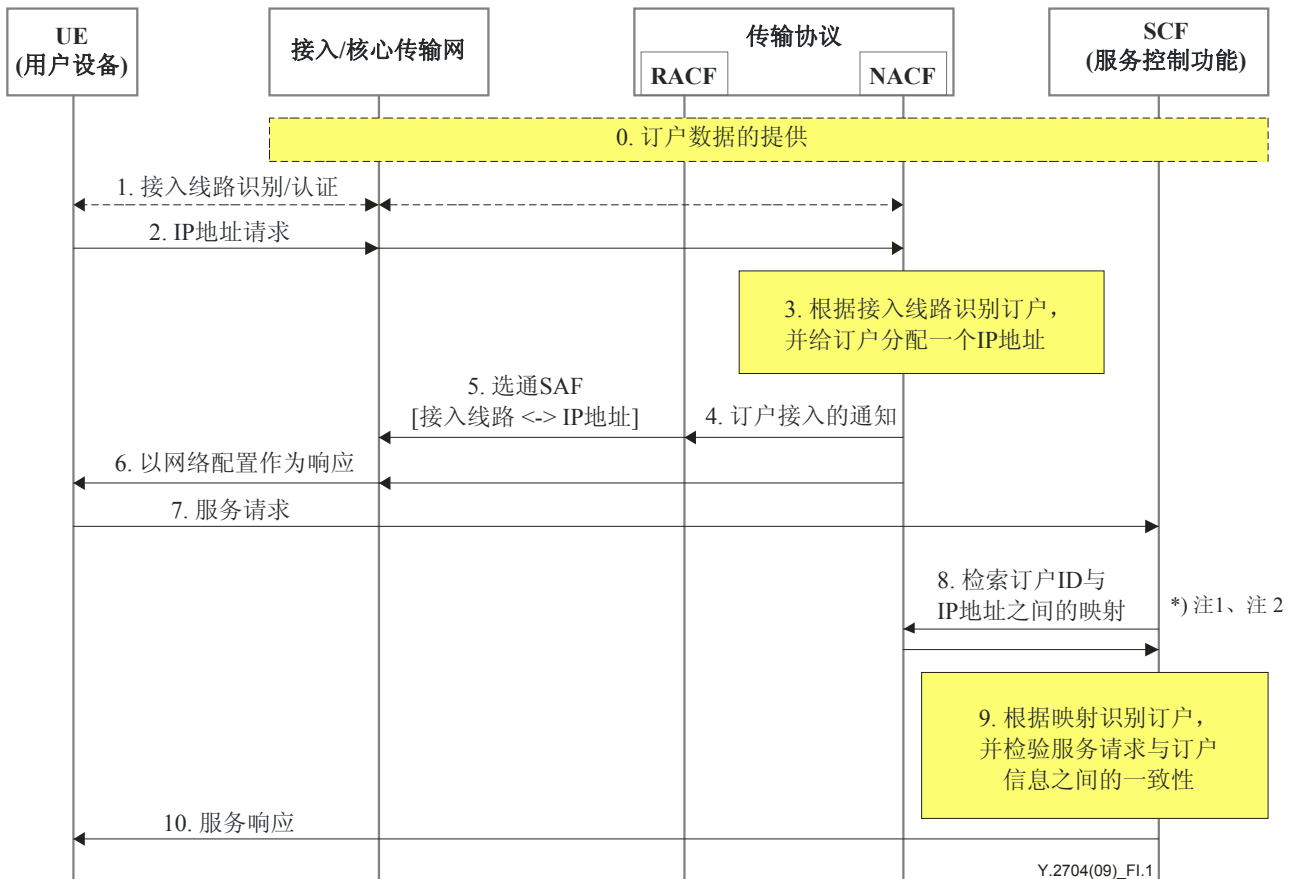 UE
(用户设备)
接入/核心传输网
传输协议
RACF
NACF
SCF
(服务控制功能)
0. 订户数据的提供
1. 接入线路识别/认证
2. IP地址请求
3. 根据接入线路识别订户，
并给订户分配一个IP地址
5. 选通SAF
[接入线路 <-> IP地址]
4. 订户接入的通知
6. 以网络配置作为响应
7. 服务请求
8. 检索订户ID与
IP地址之间的映射
*) 注1、注 2
9. 根据映射识别订户，
并检验服务请求与订户
信息之间的一致性
10. 服务响应
Y.2704(09)_FI.1